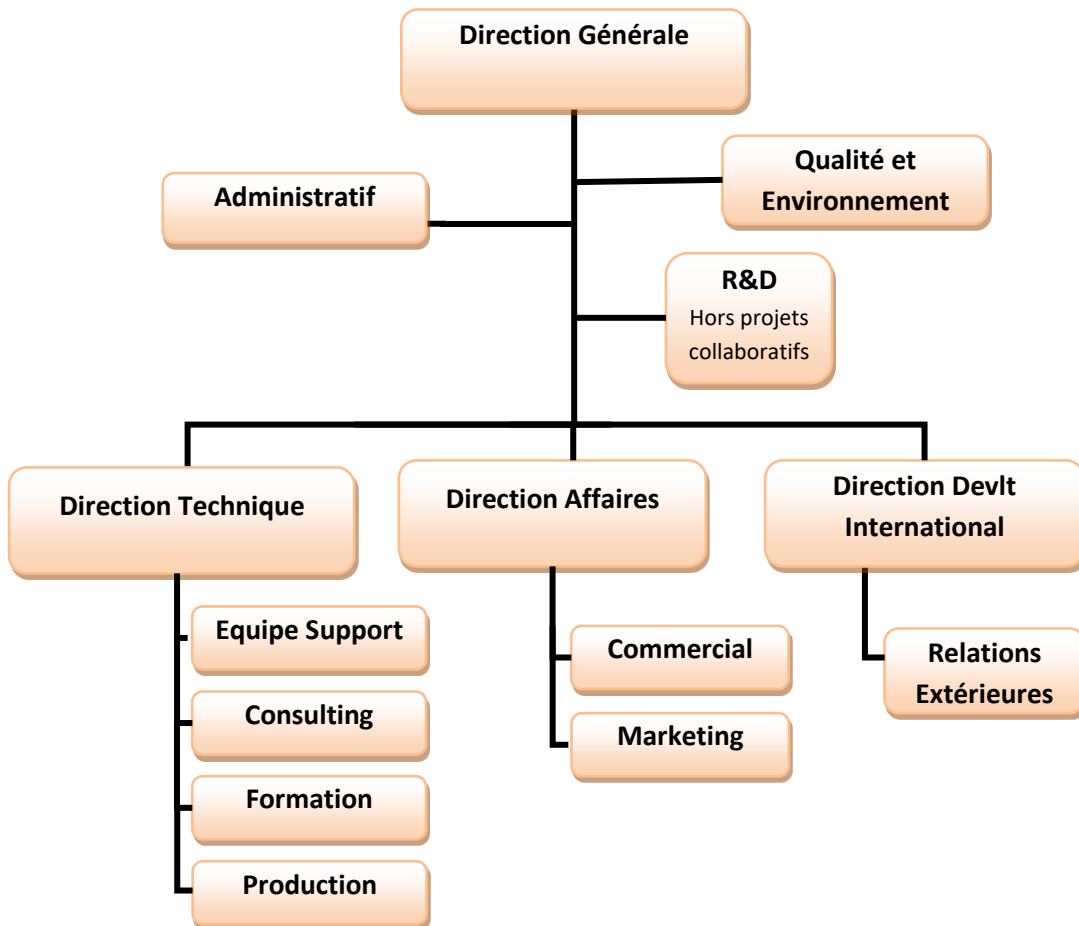 Direction Générale
Qualité et
Environnement
Administratif
R&D
Hors projets
collaboratifs
Direction Technique
Direction Affaires
Direction Devlt
International
Equipe Support
Consulting
Formation
Production
Commercial
Marketing
Relations
Extérieures